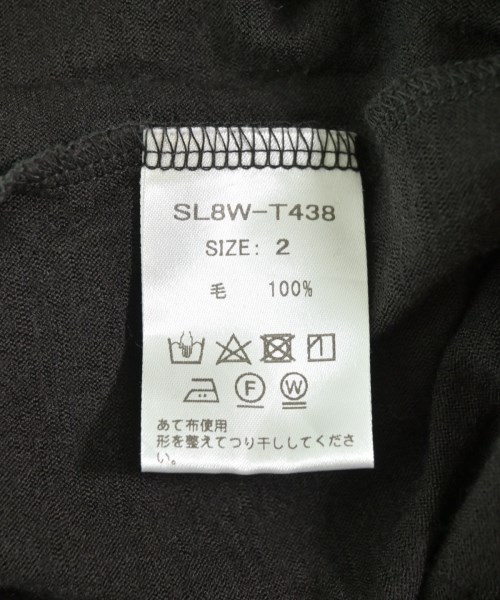 SL8W-T438
SIZE: 2
毛 100%
F W
あて布使用
形を整えてつり干ししてくださ
い。